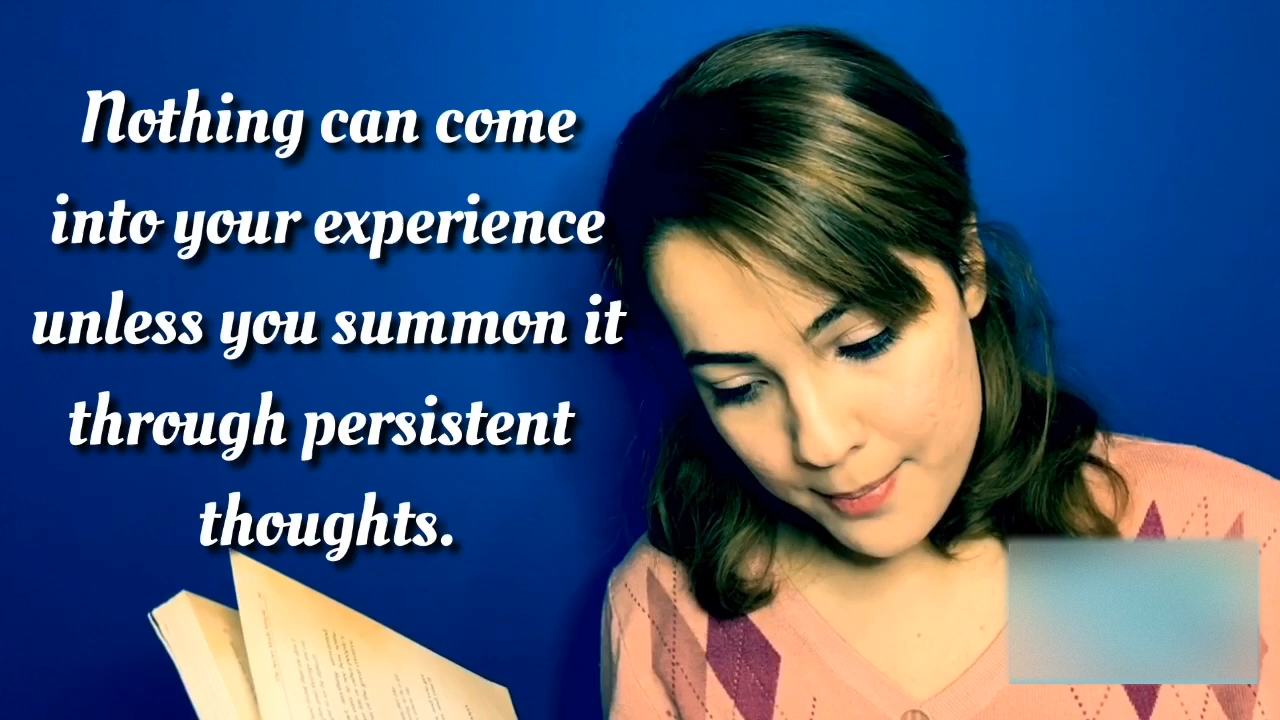 Nothing can come
into your experience
unless you summon it
through persistent
thoughts.